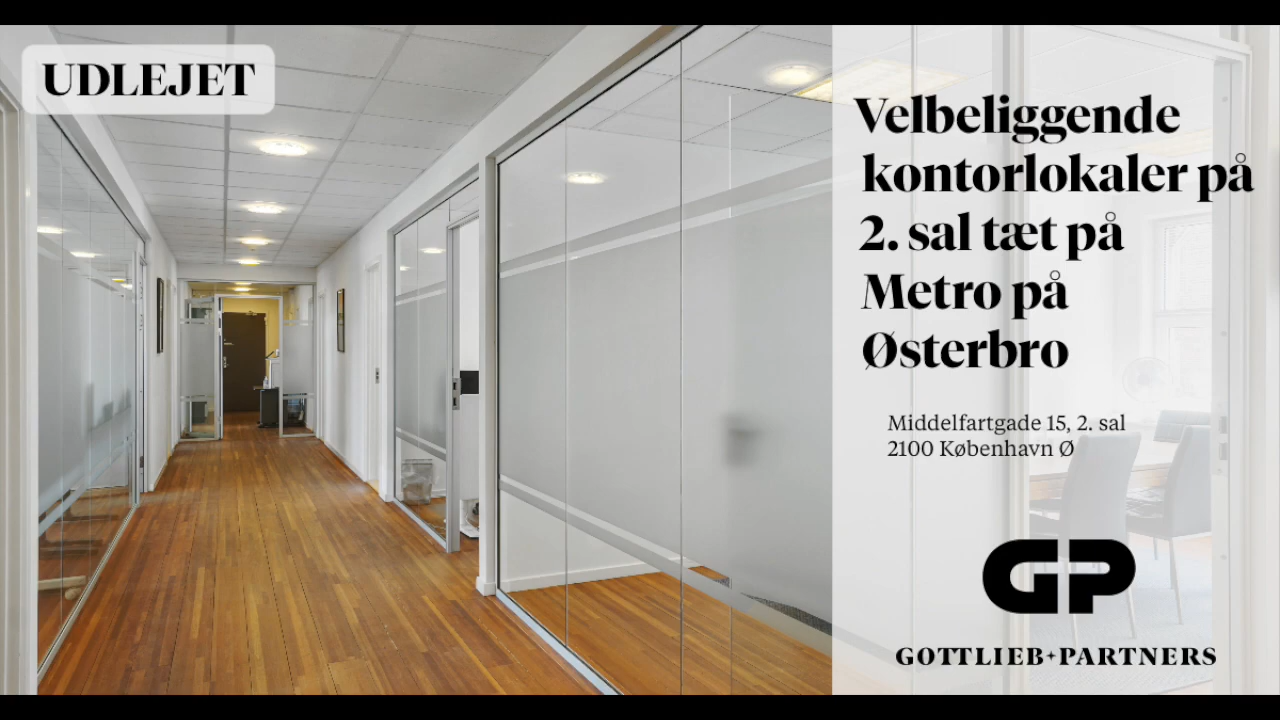 UDLEJET
Velbeliggende
kontorlokaler på
2. sal tæt på
Metro på
Østerbro
Middelfartgade 15, 2. sal
2100 København Ø
GP
GOTTLIEB+PARTNERS